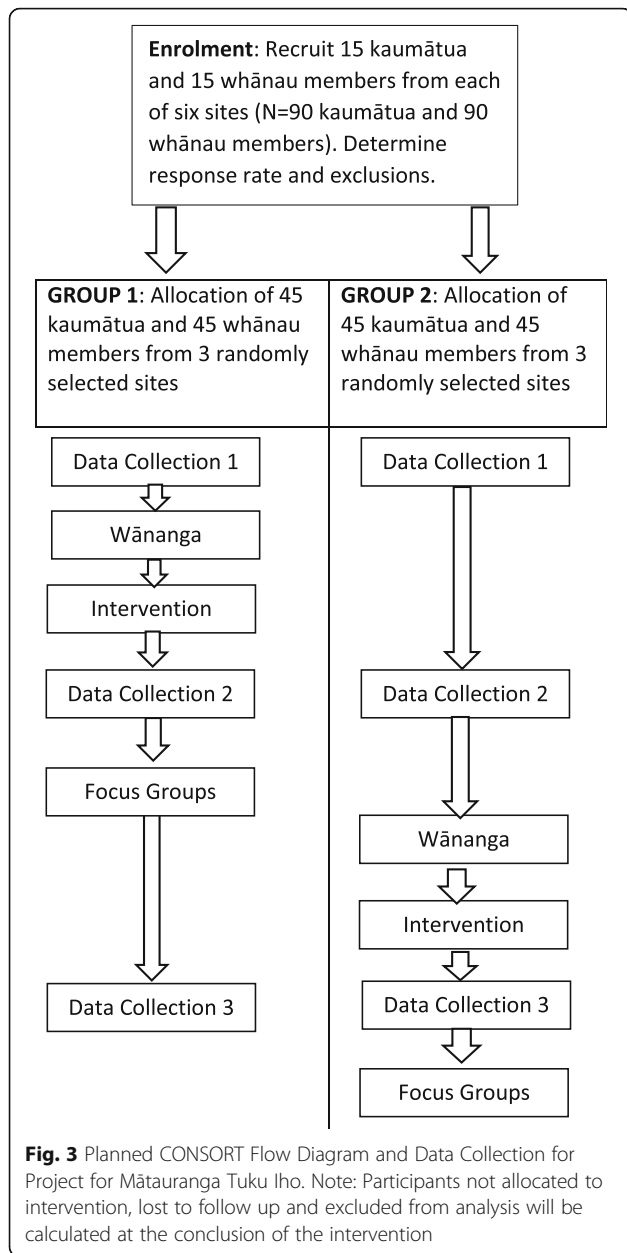 Enrolment: Recruit 15 kaumātua
and 15 whānau members from each
of six sites (N=90 kaumātua and 90
whānau members). Determine
response rate and exclusions.
GROUP 1: Allocation of 45
kaumātua and 45 whānau
members from 3 randomly
selected sites
GROUP 2: Allocation of
45 kaumātua and 45
whānau members from 3
randomly selected sites
Data Collection 1
Wānanga
Intervention
Data Collection 2
Focus Groups
Data Collection 3
Data Collection 1
Data Collection 2
Wānanga
Intervention
Data Collection 3
Focus Groups
Fig. 3 Planned CONSORT Flow Diagram and Data Collection for
Project for Mātauranga Tuku Iho. Note: Participants not allocated to
intervention, lost to follow up and excluded from analysis will be
calculated at the conclusion of the intervention